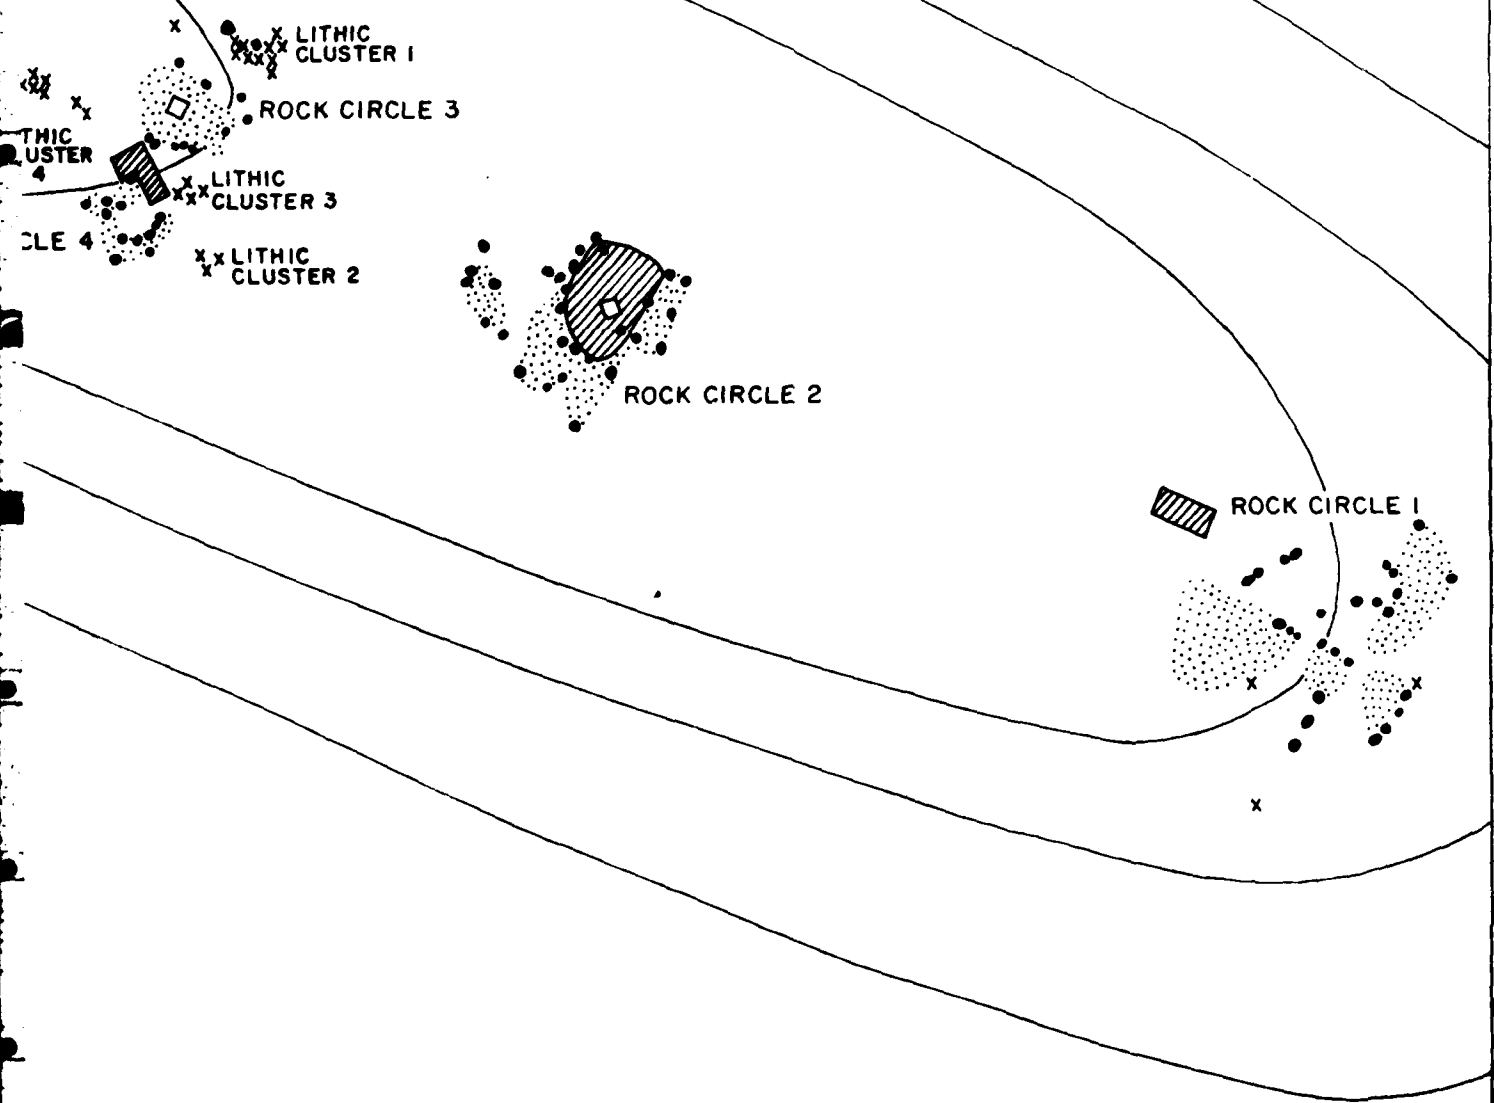 LITHIC
CLUSTER 1
ROCK CIRCLE 3
THIC
LUSTER
4
LITHIC
CLUSTER 3
CLE 4
LITHIC
CLUSTER 2
ROCK CIRCLE 2
ROCK CIRCLE 1